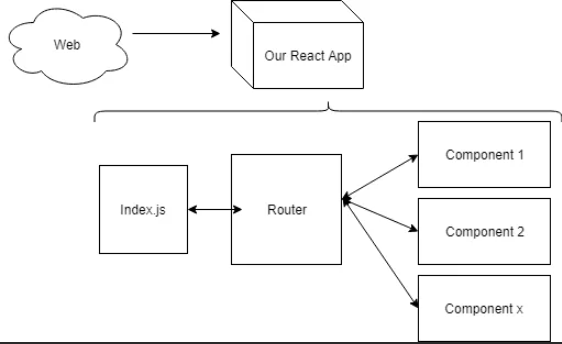 Web
Our React App
Index.js
Router
Component 1
Component 2
Component x